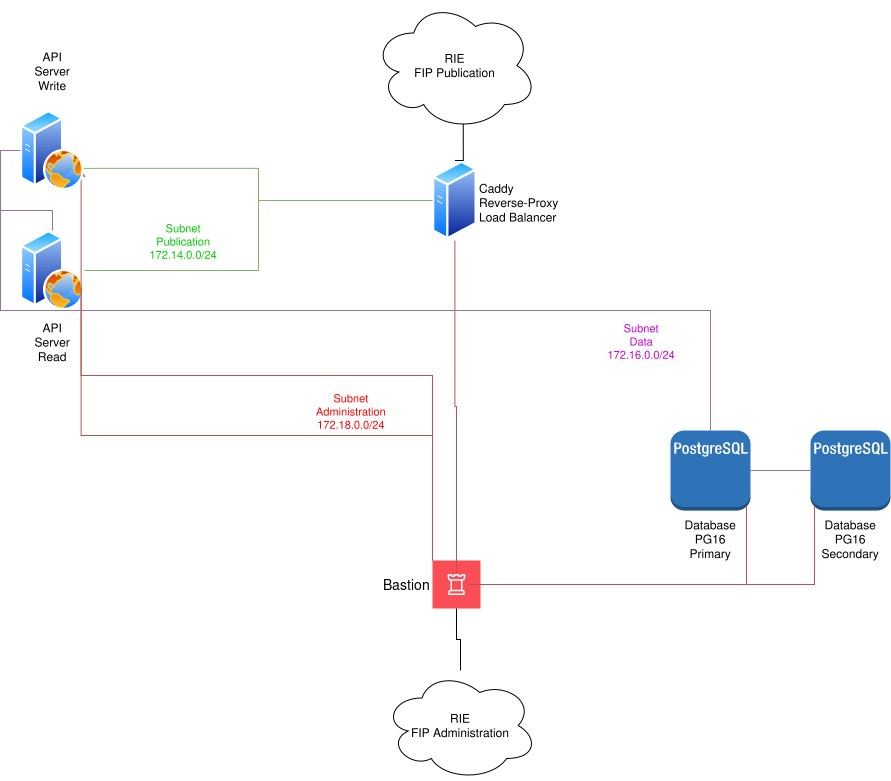 RIE
FIP Publication
API
Server
Write
Caddy
Reverse-Proxy
Load Balancer
Subnet
Publication
172.14.0.0/24
API
Server
Read
Subnet
Data
172.16.0.0/24
Subnet
Administration
172.18.0.0/24
PostgreSQL
PostgreSQL
Database
PG16
Primary
Database
PG16
Secondary
Bastion
RIE
FIP Administration